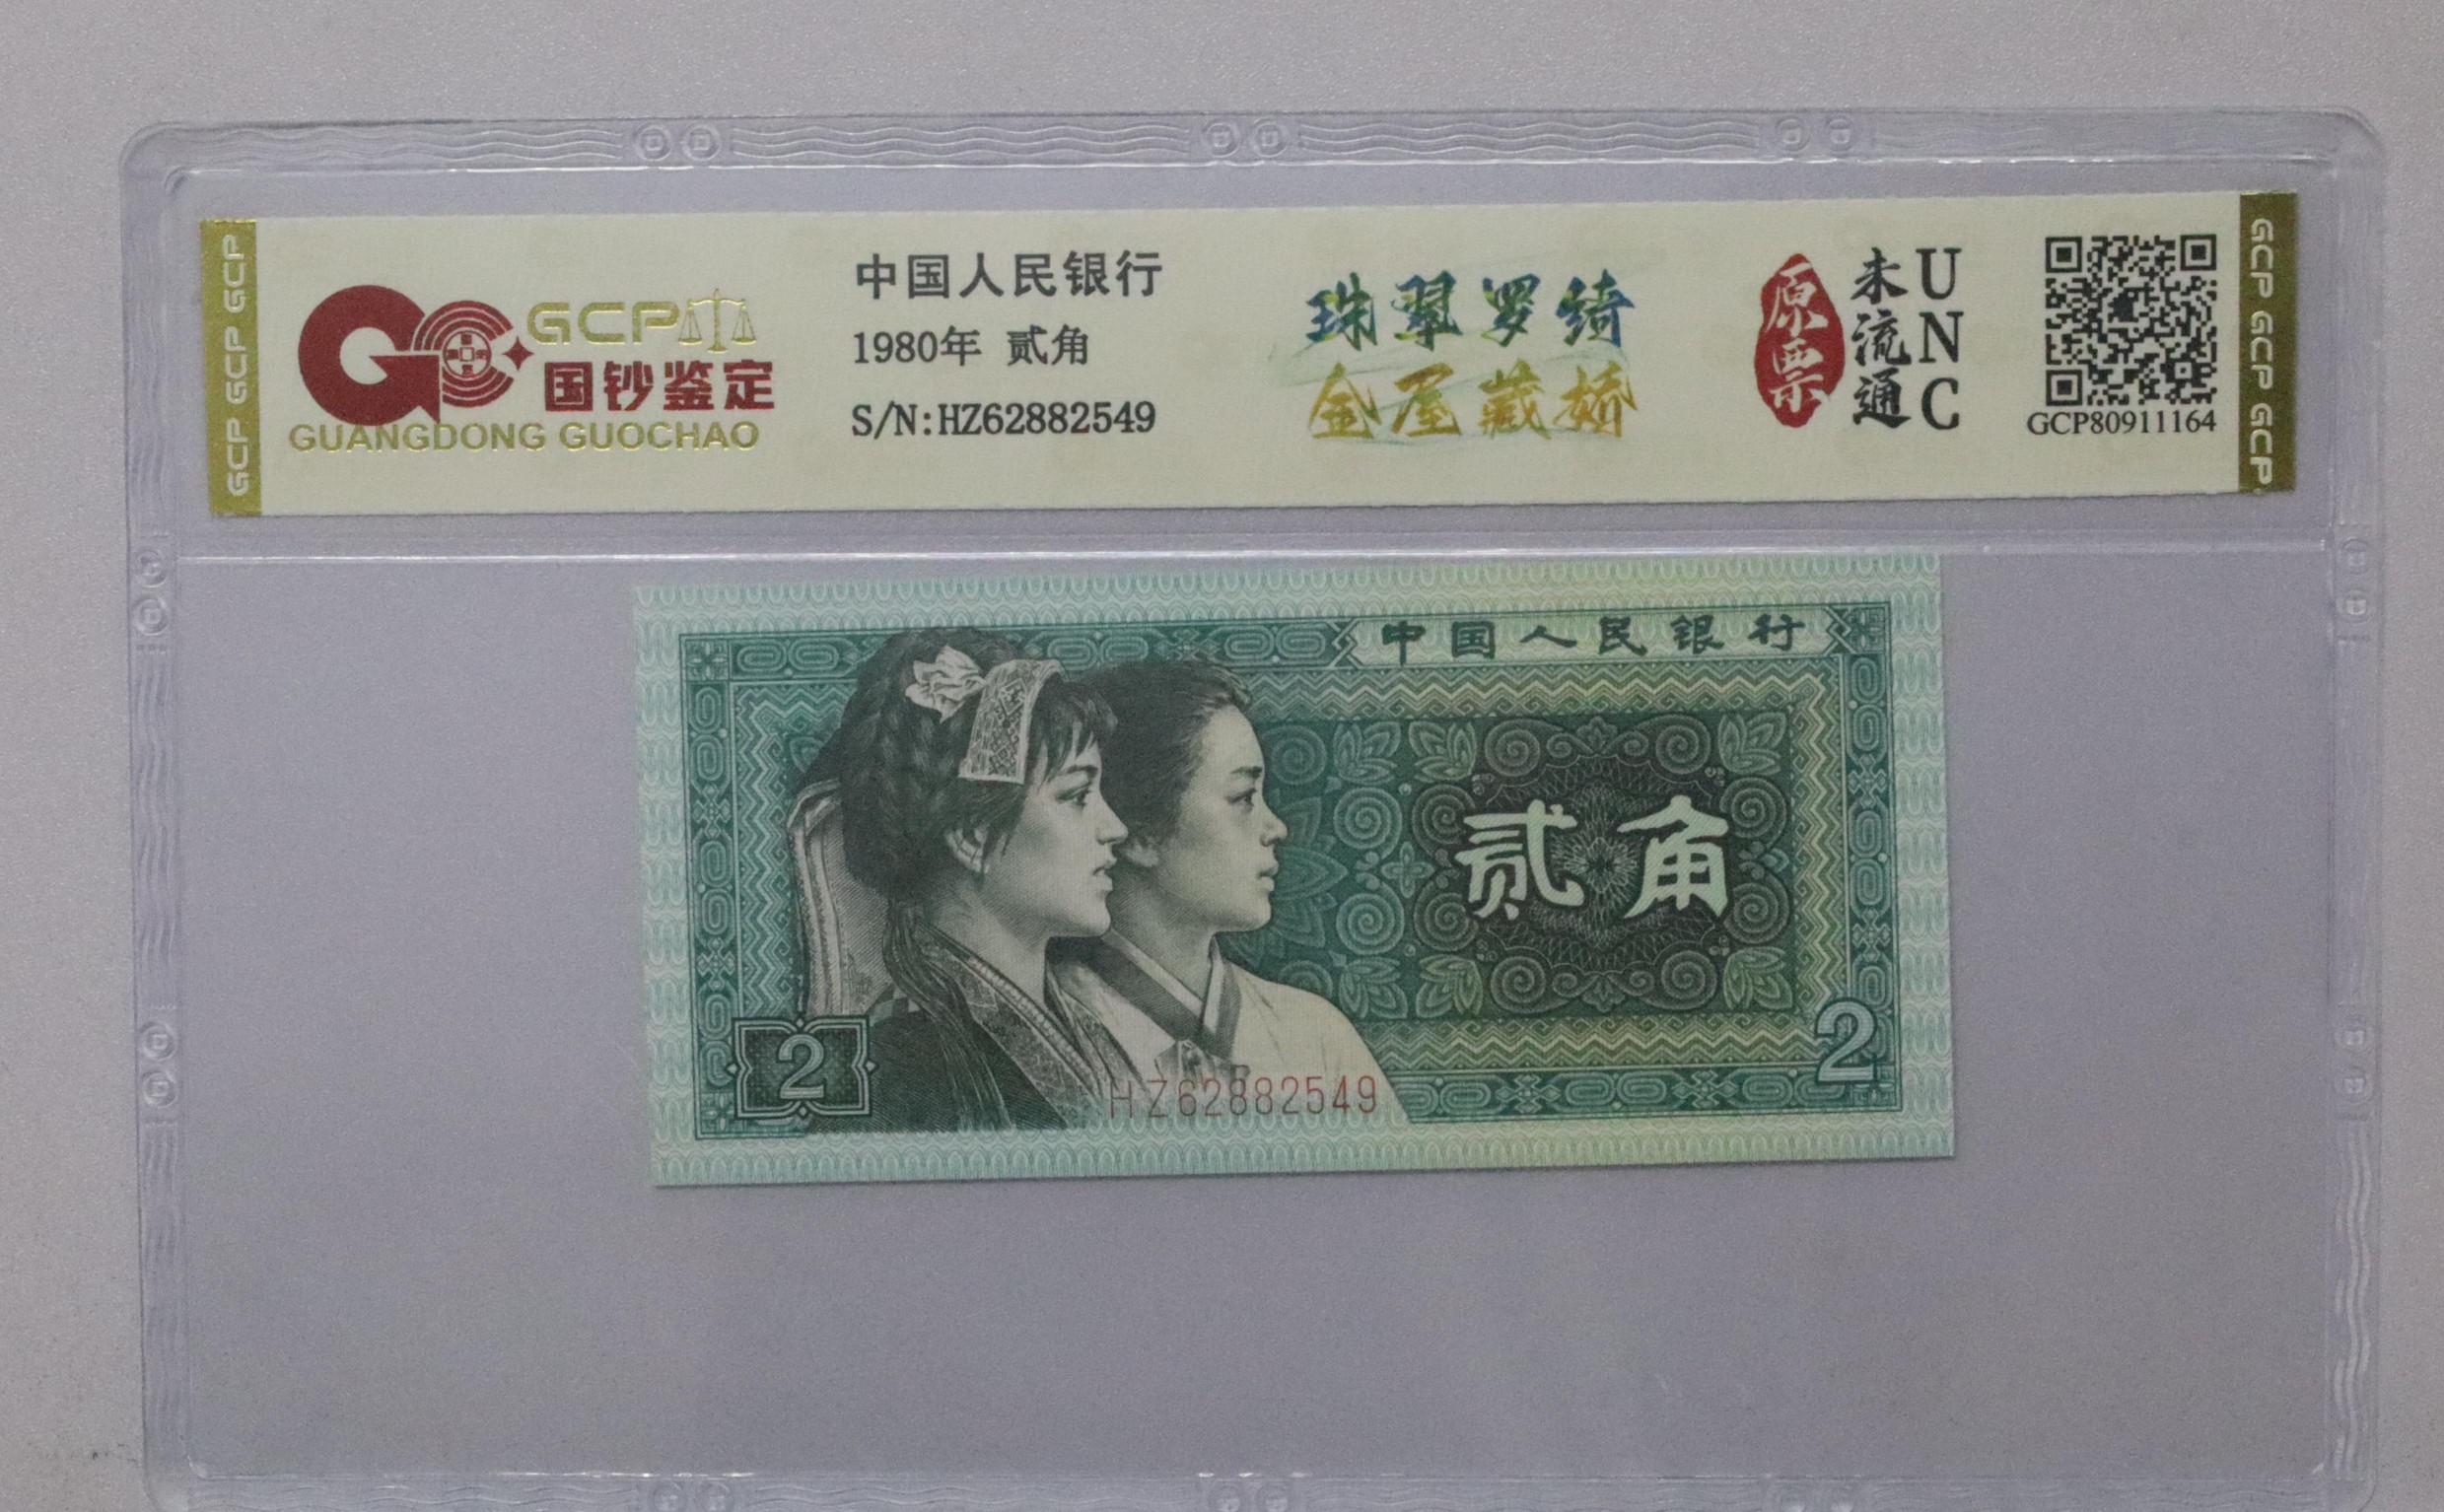 GCP GCP GCP
GCP
国钞鉴定
GUANGDONG GUOCHAO
中国人民银行
1980年 贰角
S/N:HZ62882549
珠翠罗绮
金屋藏娇
原票
未流通
UNC
GCP80911164
GCP GCP GCP
中国人民银行
贰角
2
2
HZ62882549